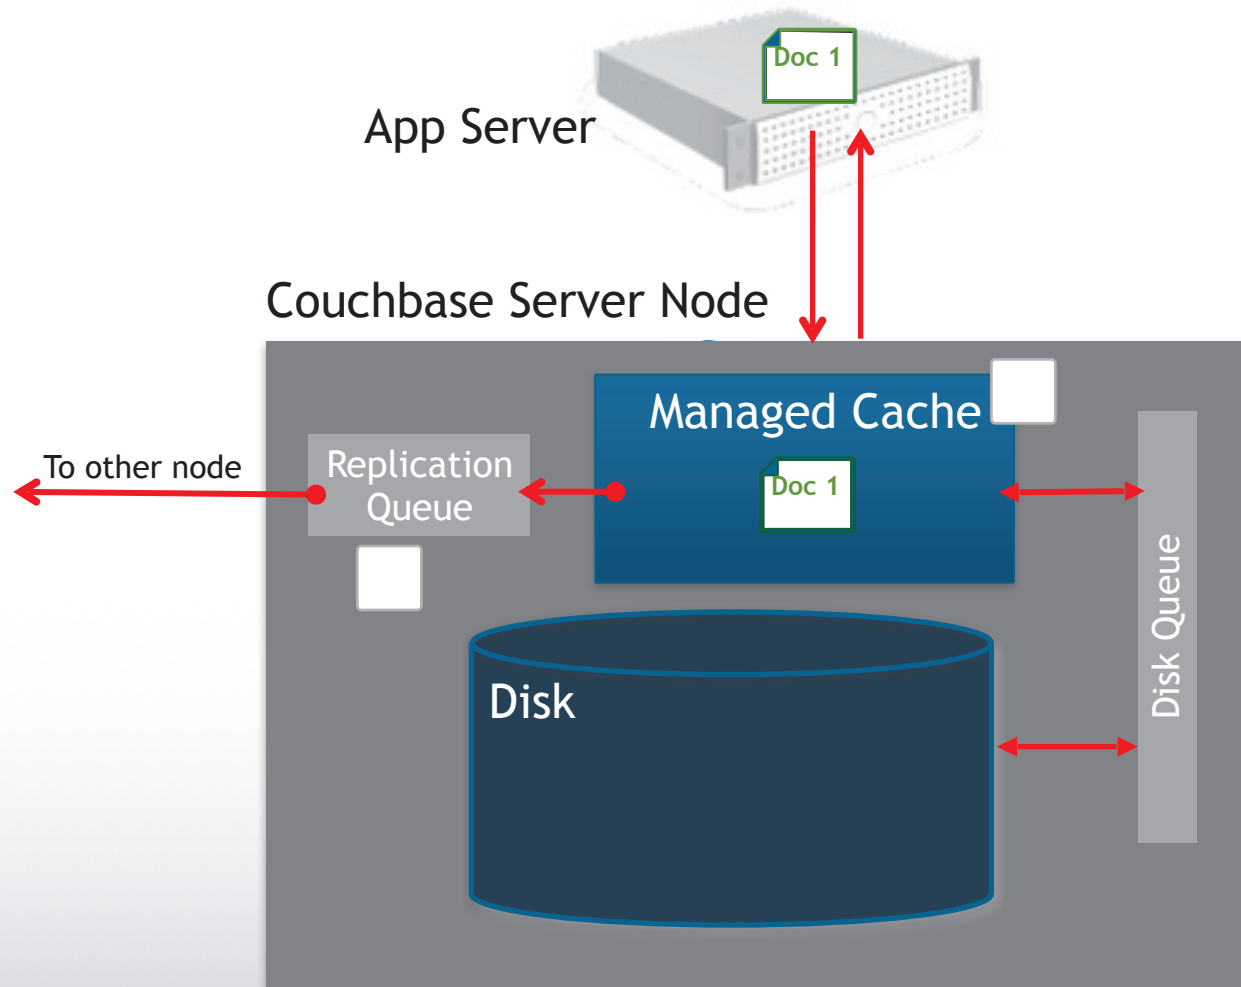 Doc 1
App Server
Couchbase Server Node
Managed Cache
To other node
Replication
Queue
Doc 1
Disk Queue
Disk